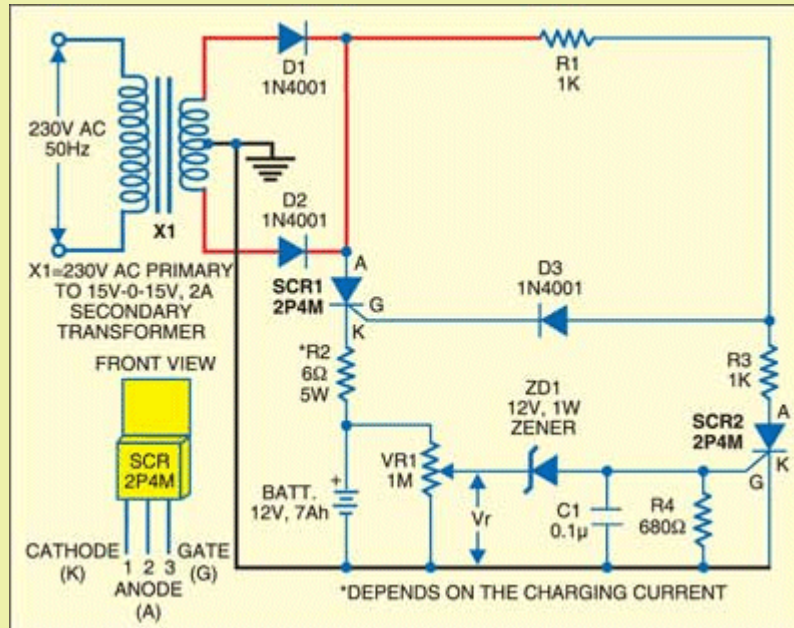 230V AC
50Hz
X1
D1
1N4001
D2
1N4001
R1
1K
X1=230V AC PRIMARY
TO 15V-0-15V, 2A
SECONDARY
TRANSFORMER
A
SCR1
2P4M
G
K
D3
1N4001
*R2
6Ω
5W
R3
1K
FRONT VIEW
SCR
2P4M
CATHODE
(K)
1 2 3
ANODE
(A)
GATE
(G)
+
BATT.
12V, 7Ah
VR1
1M
Vr
ZD1
12V, 1W
ZENER
C1
0.1µ
R4
680Ω
SCR2
2P4M
A
K
G
*DEPENDS ON THE CHARGING CURRENT